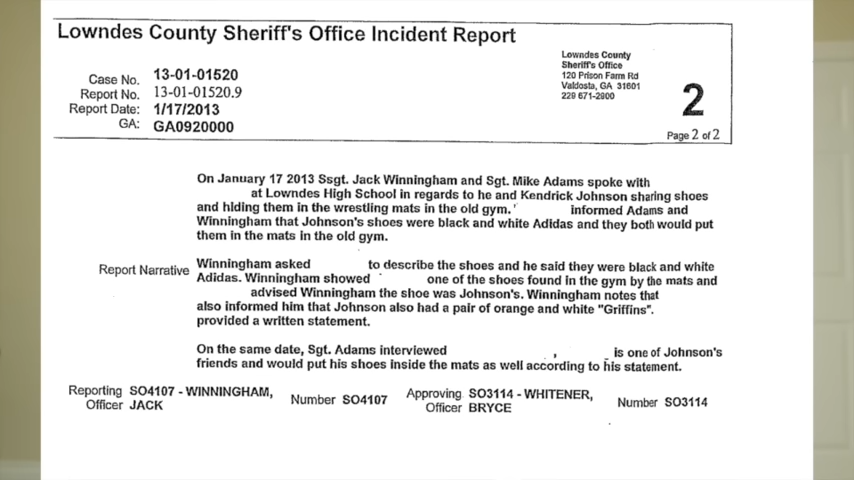 Lowndes County Sheriff's Office Incident Report
Case No. 13-01-01520
Report No. 13-01-01520.9
Report Date: 1/17/2013
GA: GA0920000
Lowndes County
Sheriff's Office
120 Prison Farm Rd
Valdosta, GA 31601
229 671-2900
2
Page 2 of 2
On January 17 2013 Ssgt. Jack Winningham and Sgt. Mike Adams spoke with
at Lowndes High School in regards to he and Kendrick Johnson sharing shoes
and hiding them in the wrestling mats in the old gym. informed Adams and
Winningham that Johnson's shoes were black and white Adidas and they both would put
them in the mats in the old gym.
Report Narrative
Winningham asked to describe the shoes and he said they were black and white
Adidas. Winningham showed one of the shoes found in the gym by the mats and
advised Winningham the shoe was Johnson's. Winningham notes that
also informed him that Johnson also had a pair of orange and white "Griffins".
provided a written statement.
On the same date, Sgt. Adams interviewed , is one of Johnson's
friends and would put his shoes inside the mats as well according to his statement.
Reporting Officer SO4107 - WINNINGHAM, JACK
Number SO4107
Approving Officer SO3114 - WHITENER, BRYCE
Number SO3114